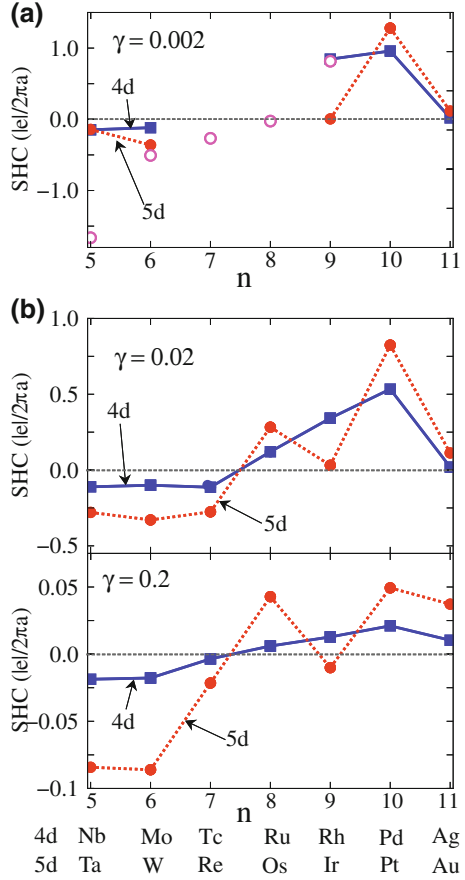 (a)
γ = 0.002
SHC (|e|/2πa)
1.0
0.0
−1.0
4d
5d
5 6 7 8 9 10 11
n
(b)
γ = 0.02
SHC (|e|/2πa)
1.0
0.5
0.0
−0.5
4d
5d
γ = 0.2
SHC (|e|/2πa)
0.05
0.0
−0.05
−0.1
4d
5d
5 6 7 8 9 10 11
n
4d Nb Mo Tc Ru Rh Pd Ag
5d Ta W Re Os Ir Pt Au